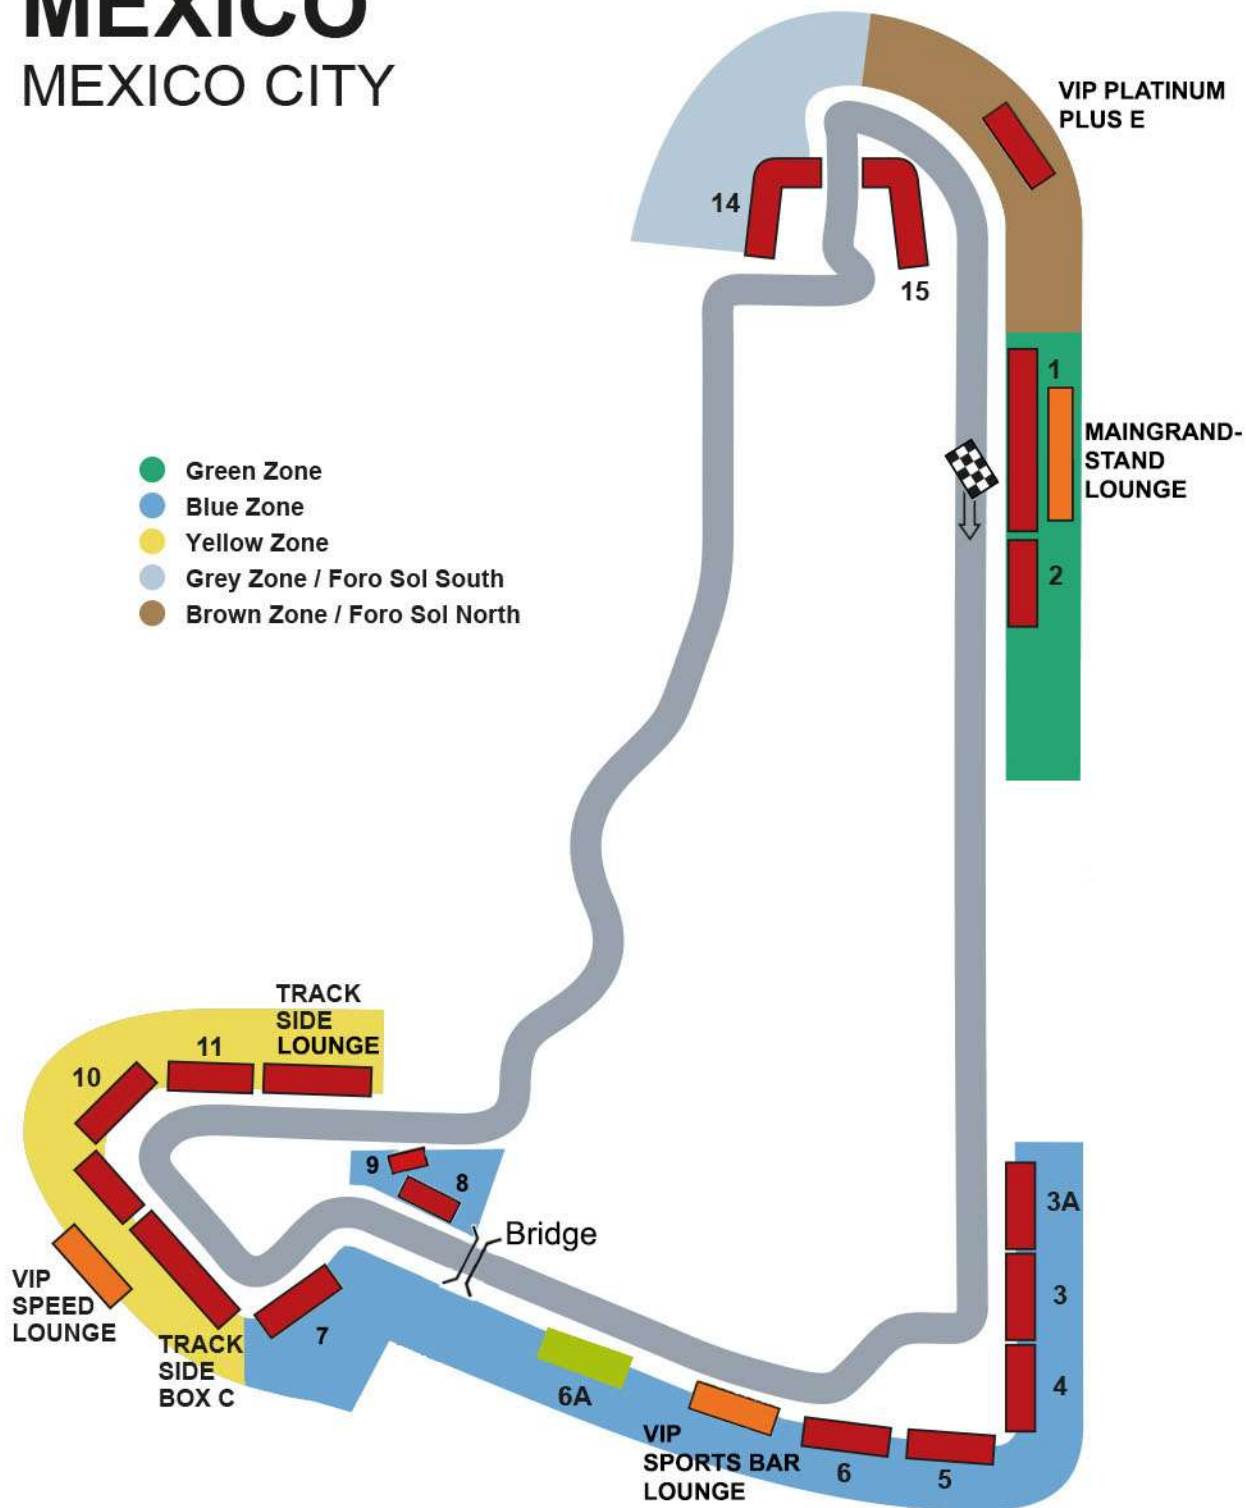 MEXICO
MEXICO CITY
VIP PLATINUM
PLUS E
14
15
1
MAINGRAND-
STAND
LOUNGE
2
Green Zone
Blue Zone
Yellow Zone
Grey Zone / Foro Sol South
Brown Zone / Foro Sol North
TRACK
SIDE
LOUNGE
11
10
9
8
Bridge
3A
3
4
VIP
SPEED
LOUNGE
7
TRACK
SIDE
BOX C
6A
VIP
SPORTS BAR
LOUNGE
6
5